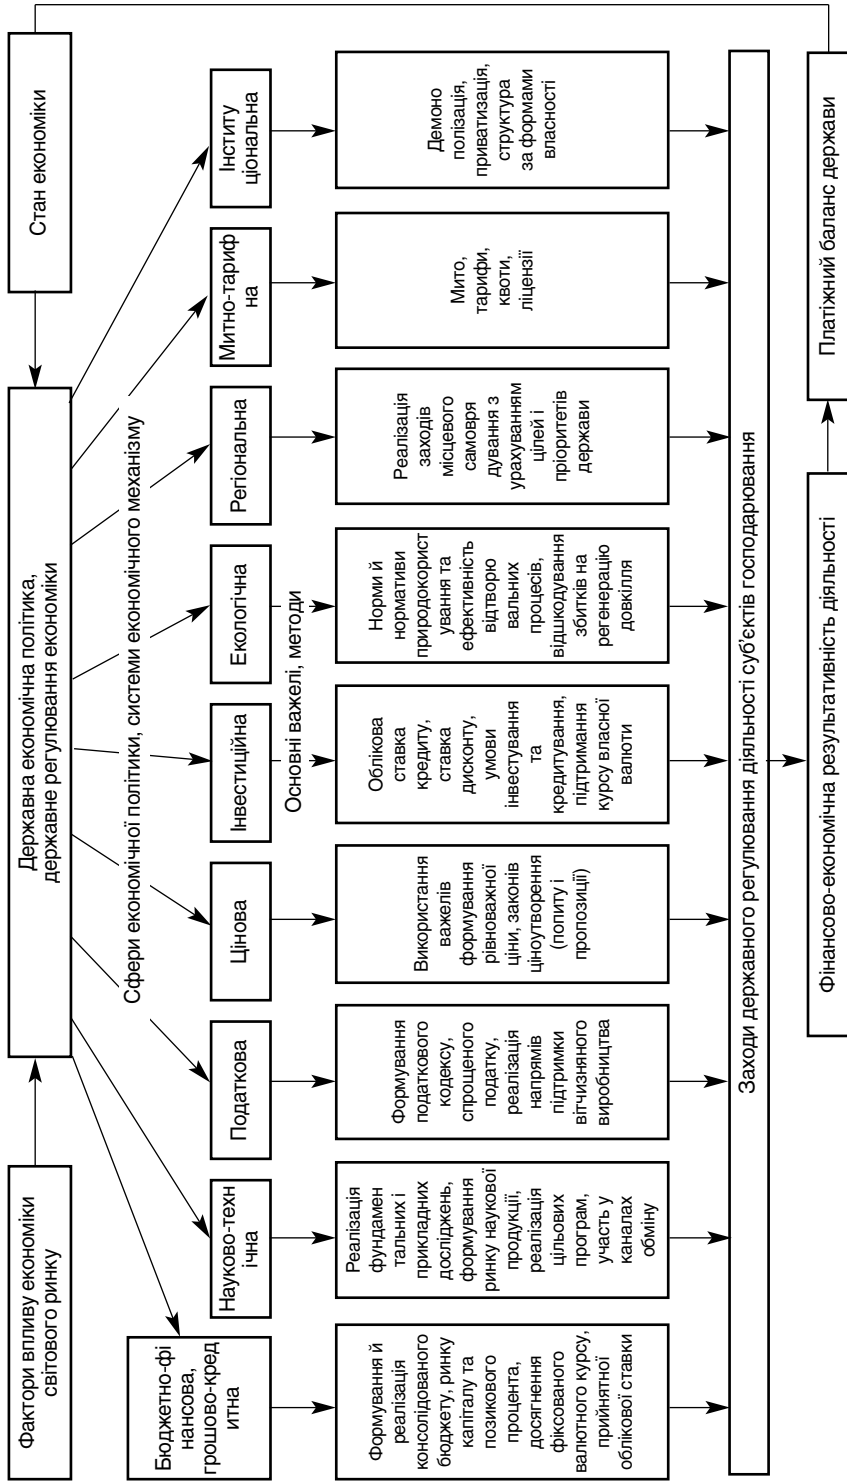 Фактори впливу економіки
світового ринку
Державна економічна політика,
державне регулювання економіки
Стан економіки
Сфери економічної політики, системи економічного механізму
Бюджетно-фі
нансова,
грошово-кред
итна
Науково-техн
ічна
Податкова
Цінова
Інвестиційна
Екологічна
Регіональна
Митно-тариф
на
Інститу
ціональна
Основні важелі, методи
Формування й
реалізація
консолідованого
бюджету, ринку
капіталу та
позикового
процента,
досягнення
фіксованого
валютного курсу,
прийнятної
облікової ставки
Реалізація
фундамен
тальних і
прикладних
досліджень,
формування
ринку наукової
продукції,
реалізація
цільових
програм,
участь у
каналах
обміну
Формування
податкового
кодексу,
спрощеного
податку,
реалізація
напрямів
підтримки
вітчизняного
виробництва
Використання
важелів
формування
рівноважної
ціни, законів
ціноутворення
(попиту і
пропозиції)
Облікова
ставка
кредиту,
ставка
дисконту,
умови
інвестування
та
кредитування,
підтримання
курсу власної
валюти
Норми й
нормативи
природокорист
ування та
ефективність
відтворю
вальних
процесів,
відшкодування
збитків на
регенерацію
довкілля
Реалізація
заходів
місцевого
самовря
дування з
урахуванням
цілей і
пріоритетів
держави
Мито,
тарифи,
квоти,
ліцензії
Демоно
полізація,
приватизація,
структура
за формами
власності
Заходи державного регулювання діяльності суб’єктів господарювання
Фінансово-економічна результативність діяльності
Платіжний баланс держави